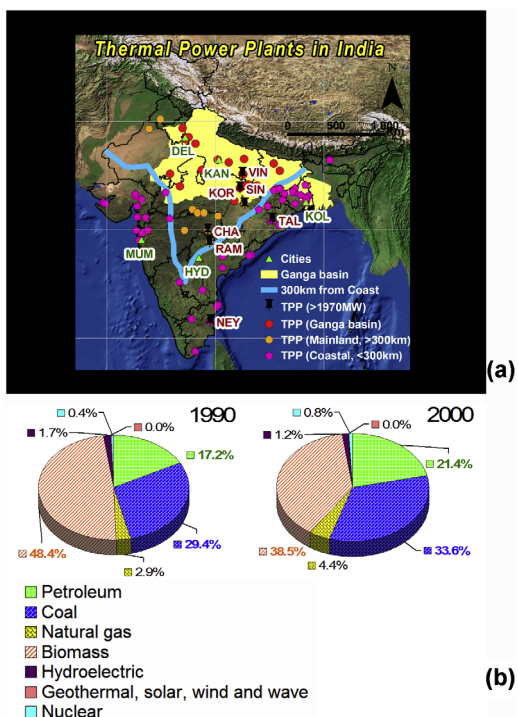 Thermal Power Plants in India
N
0 500 1,000
Km
DEL
KAN
VIN
KOR
SIN
TAL
KOL
CHA
RAM
MUM
HYD
NEY
Cities
Ganga basin
300km from Coast
TPP (>1970MW)
TPP (Ganga basin)
TPP (Mainland, >300km)
TPP (Coastal, <300km)
(a)
1990
0.4%
0.0%
1.7%
17.2%
48.4%
29.4%
2.9%
2000
0.8%
0.0%
1.2%
21.4%
38.5%
33.6%
4.4%
Petroleum
Coal
Natural gas
Biomass
Hydroelectric
Geothermal, solar, wind and wave
Nuclear
(b)